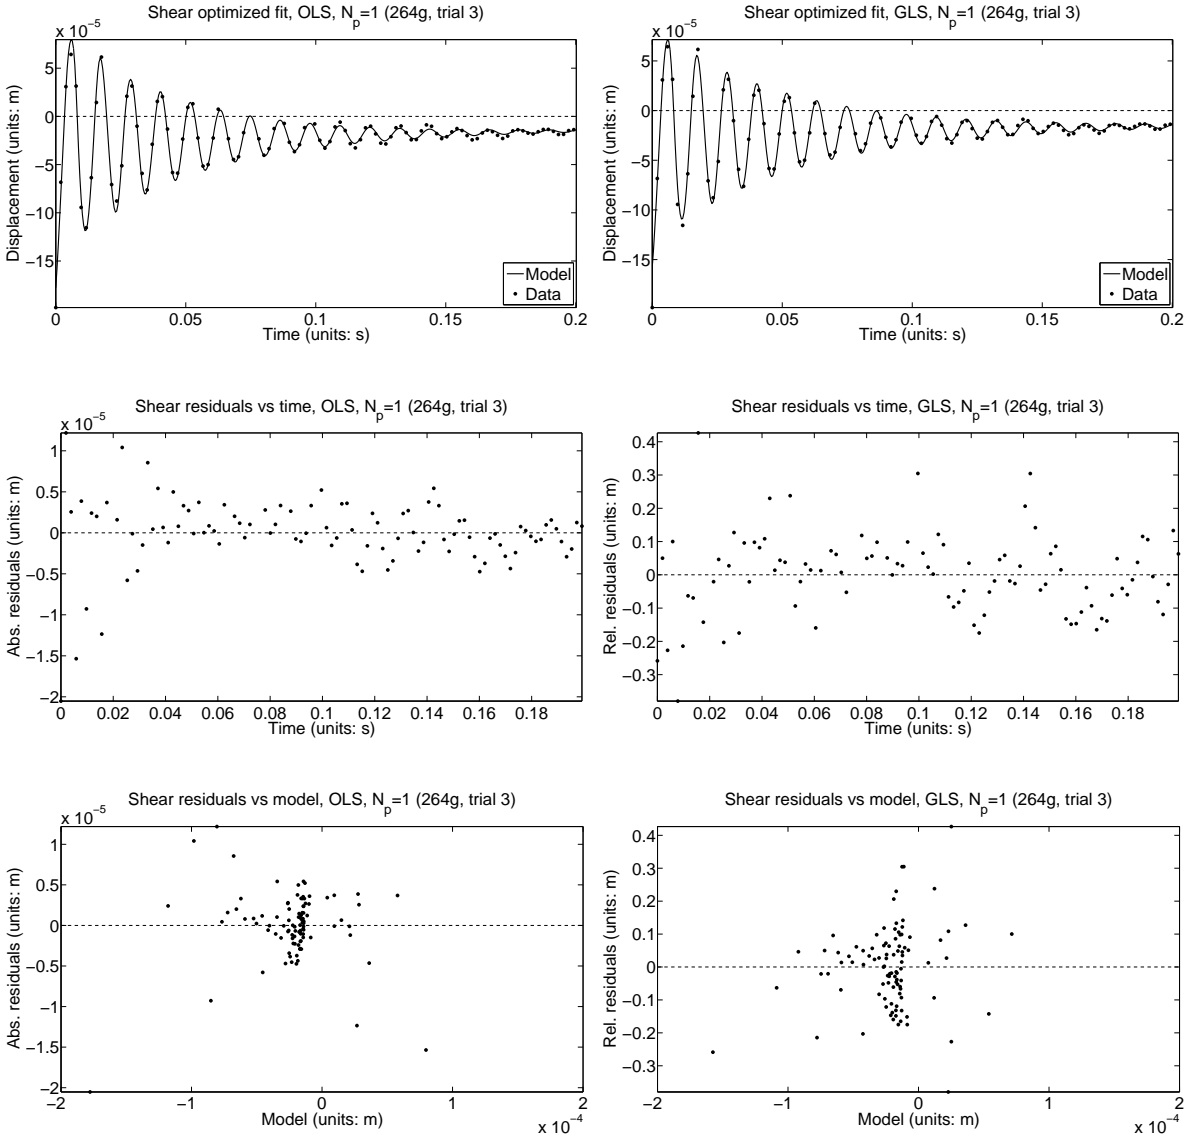 Shear optimized fit, OLS, N_p=1 (264g, trial 3)
x 10^-5
5
0
−5
−10
−15
0
0.05
0.1
0.15
0.2
Displacement (units: m)
Time (units: s)
Model
Data
Shear optimized fit, GLS, N_p=1 (264g, trial 3)
x 10^-5
5
0
−5
−10
−15
0
0.05
0.1
0.15
0.2
Displacement (units: m)
Time (units: s)
Model
Data
Shear residuals vs time, OLS, N_p=1 (264g, trial 3)
x 10^-5
1
0.5
0
−0.5
−1
−1.5
−2
0
0.02
0.04
0.06
0.08
0.1
0.12
0.14
0.16
0.18
Abs. residuals (units: m)
Time (units: s)
Shear residuals vs time, GLS, N_p=1 (264g, trial 3)
0.4
0.3
0.2
0.1
0
−0.1
−0.2
−0.3
0
0.02
0.04
0.06
0.08
0.1
0.12
0.14
0.16
0.18
Rel. residuals (units: m)
Time (units: s)
Shear residuals vs model, OLS, N_p=1 (264g, trial 3)
x 10^-5
1
0.5
0
−0.5
−1
−1.5
−2
−2
−1
0
1
2
Abs. residuals (units: m)
Model (units: m)
x 10^-4
Shear residuals vs model, GLS, N_p=1 (264g, trial 3)
0.4
0.3
0.2
0.1
0
−0.1
−0.2
−0.3
−2
−1
0
1
2
Rel. residuals (units: m)
Model (units: m)
x 10^-4